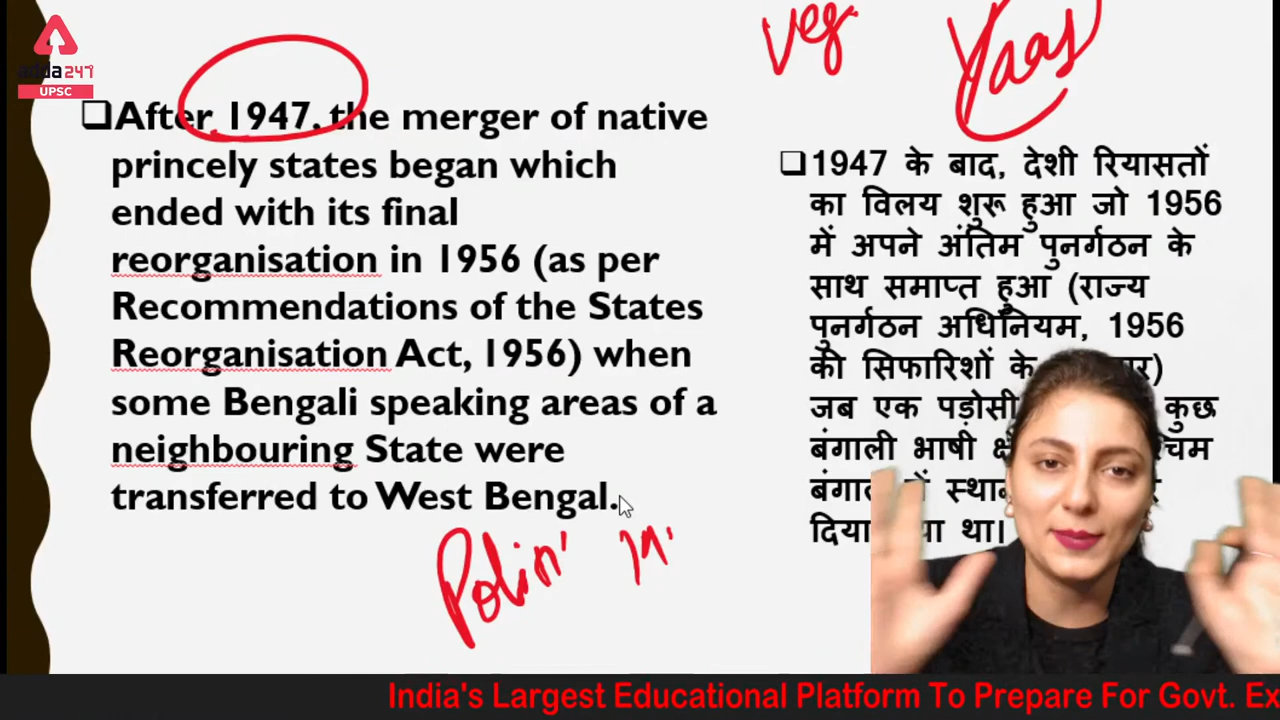 adda247
UPSC
veg
Yaas
❑After 1947, the merger of native
princely states began which
ended with its final
reorganisation in 1956 (as per
Recommendations of the States
Reorganisation Act, 1956) when
some Bengali speaking areas of a
neighbouring State were
transferred to West Bengal.
❑1947 के बाद, देशी रियासतों
का विलय शुरू हुआ जो 1956
में अपने अंतिम पुनर्गठन के
साथ समाप्त हुआ (राज्य
पुनर्गठन अधिनियम, 1956
की सिफारिशों के
जब एक कुछ
बंगाली भाषी
दिया था।
India's Largest Educational Platform To Prepare For Govt. Ex